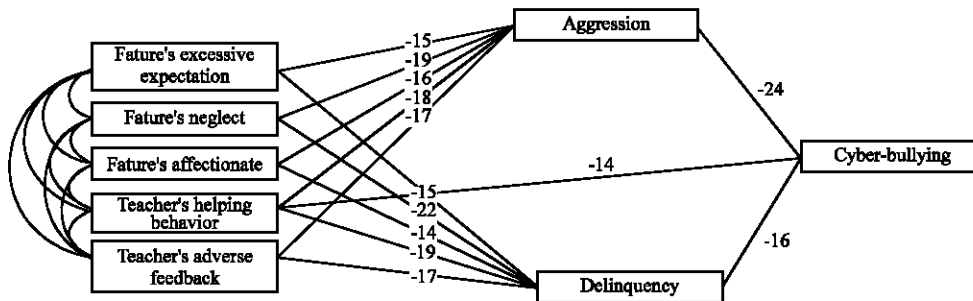 Aggression
-15
Fature's excessive
expectation
-19
-16
-18
-17
Fature's neglect
-24
Fature's affectionate
-14
Cyber-bullying
Teacher's helping
behavior
-15
-22
-14
-19
-17
Teacher's adverse
feedback
-16
Delinquency